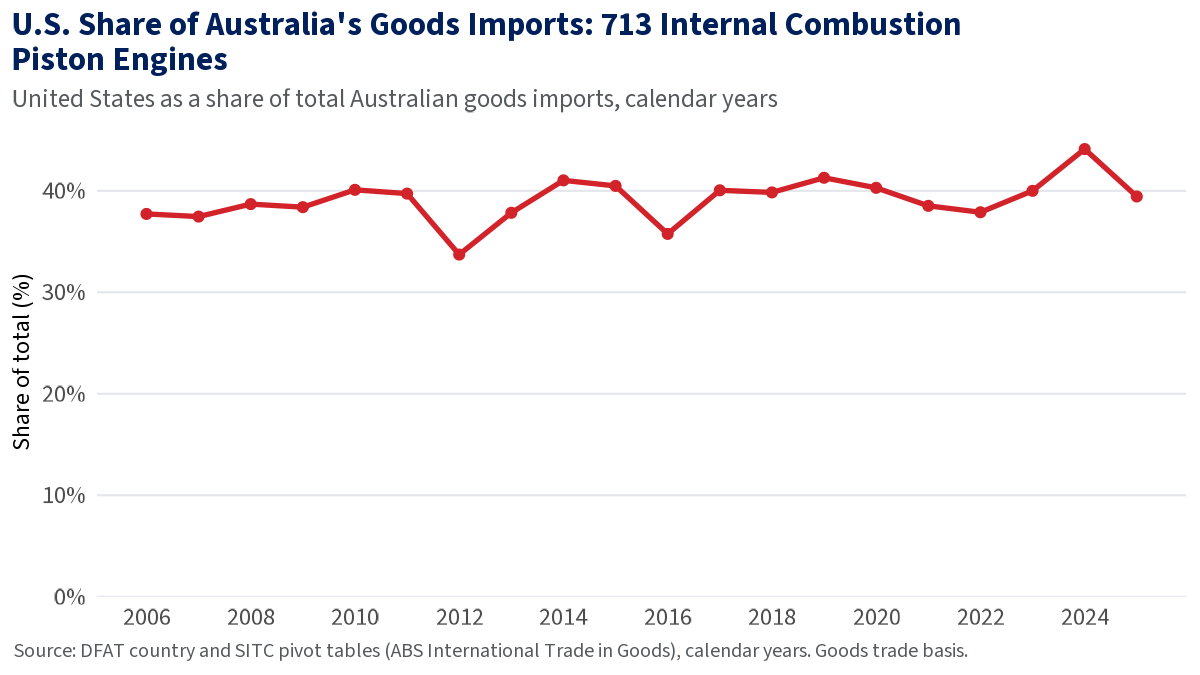 U.S. Share of Australia's Goods Imports: 713 Internal Combustion
Piston Engines
United States as a share of total Australian goods imports, calendar years
Share of total (%)
40%
30%
20%
10%
0%
2006 2008 2010 2012 2014 2016 2018 2020 2022 2024
Source: DFAT country and SITC pivot tables (ABS International Trade in Goods), calendar years. Goods trade basis.